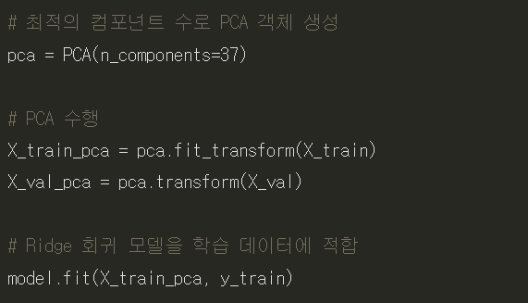 # 최적의 컴포넌트 수로 PCA 객체 생성
pca = PCA(n_components=37)
# PCA 수행
X_train_pca = pca.fit_transform(X_train)
X_val_pca = pca.transform(X_val)
# Ridge 회귀 모델을 학습 데이터에 적합
model.fit(X_train_pca, y_train)